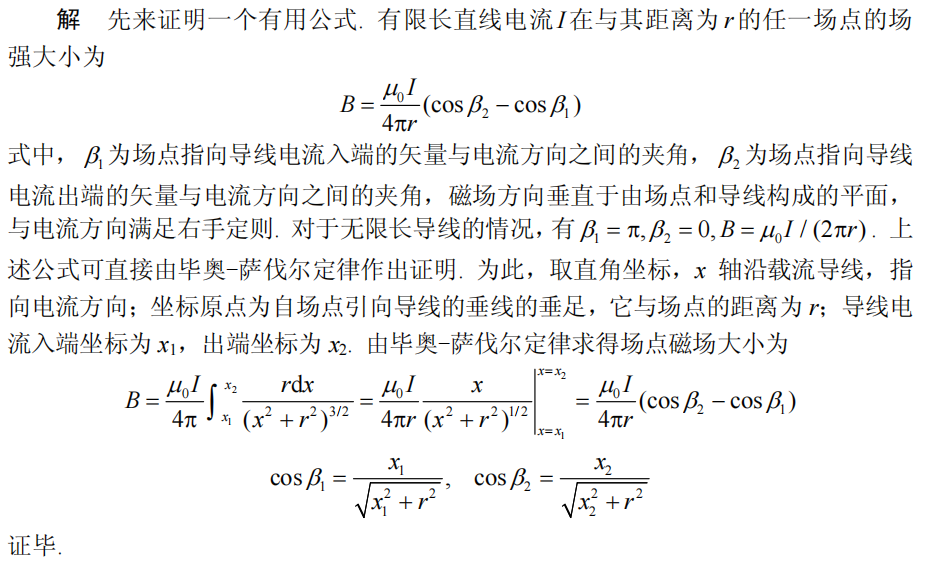 解 先来证明一个有用公式. 有限长直线电流 I 在与其距离为 r 的任一场点的场
强大小为
B = \frac{\mu_0 I}{4\pi r}(\cos\beta_2 - \cos\beta_1)
式中，β₁ 为场点指向导线电流入端的矢量与电流方向之间的夹角，β₂ 为场点指向导线
电流出端的矢量与电流方向之间的夹角，磁场方向垂直于由场点和导线构成的平面，
与电流方向满足右手定则. 对于无限长导线的情况，有 β₁ = π, β₂ = 0, B = μ₀I / (2πr) . 上
述公式可直接由毕奥-萨伐尔定律作出证明. 为此，取直角坐标，x 轴沿载流导线，指
向电流方向；坐标原点为自场点引向导线的垂线的垂足，它与场点的距离为 r；导线电
流入端坐标为 x₁，出端坐标为 x₂. 由毕奥-萨伐尔定律求得场点磁场大小为
B = \frac{\mu_0 I}{4\pi}\int_{x_1}^{x_2}\frac{r\mathrm{d}x}{(x^2+r^2)^{3/2}} = \frac{\mu_0 I}{4\pi r}\frac{x}{(x^2+r^2)^{1/2}}\bigg|_{x=x_1}^{x=x_2} = \frac{\mu_0 I}{4\pi r}(\cos\beta_2 - \cos\beta_1)
\cos\beta_1 = \frac{x_1}{\sqrt{x_1^2+r^2}}, \cos\beta_2 = \frac{x_2}{\sqrt{x_2^2+r^2}}
证毕.